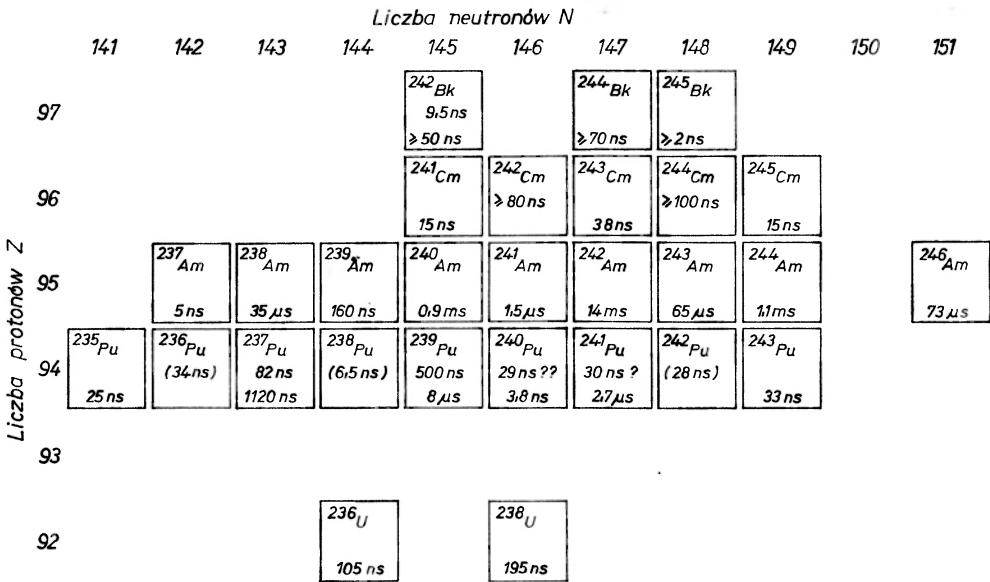 Liczba neutronów N
141 142 143 144 145 146 147 148 149 150 151
Liczba protonów Z
97
²⁴²Bk ²⁴⁴Bk ²⁴⁵Bk
9,5 ns
⩾50 ns ⩾70 ns ⩾2 ns
96
²⁴¹Cm ²⁴²Cm ²⁴³Cm ²⁴⁴Cm ²⁴⁵Cm
⩾80 ns ⩾100 ns
15 ns 38 ns 15 ns
95
²³⁷Am ²³⁸Am ²³⁹Am ²⁴⁰Am ²⁴¹Am ²⁴²Am ²⁴³Am ²⁴⁴Am ²⁴⁶Am
5 ns 35 μs 160 ns 0,9 ms 1,5 μs 14 ms 65 μs 1,1 ms 73 μs
94
²³⁵Pu ²³⁶Pu ²³⁷Pu ²³⁸Pu ²³⁹Pu ²⁴⁰Pu ²⁴¹Pu ²⁴²Pu ²⁴³Pu
(34 ns) 82 ns (6,5 ns) 500 ns 29 ns ?? 30 ns ? (28 ns)
25 ns 1120 ns 8 μs 3,8 ns 2,7 μs 33 ns
93
92
²³⁶U ²³⁸U
105 ns 195 ns